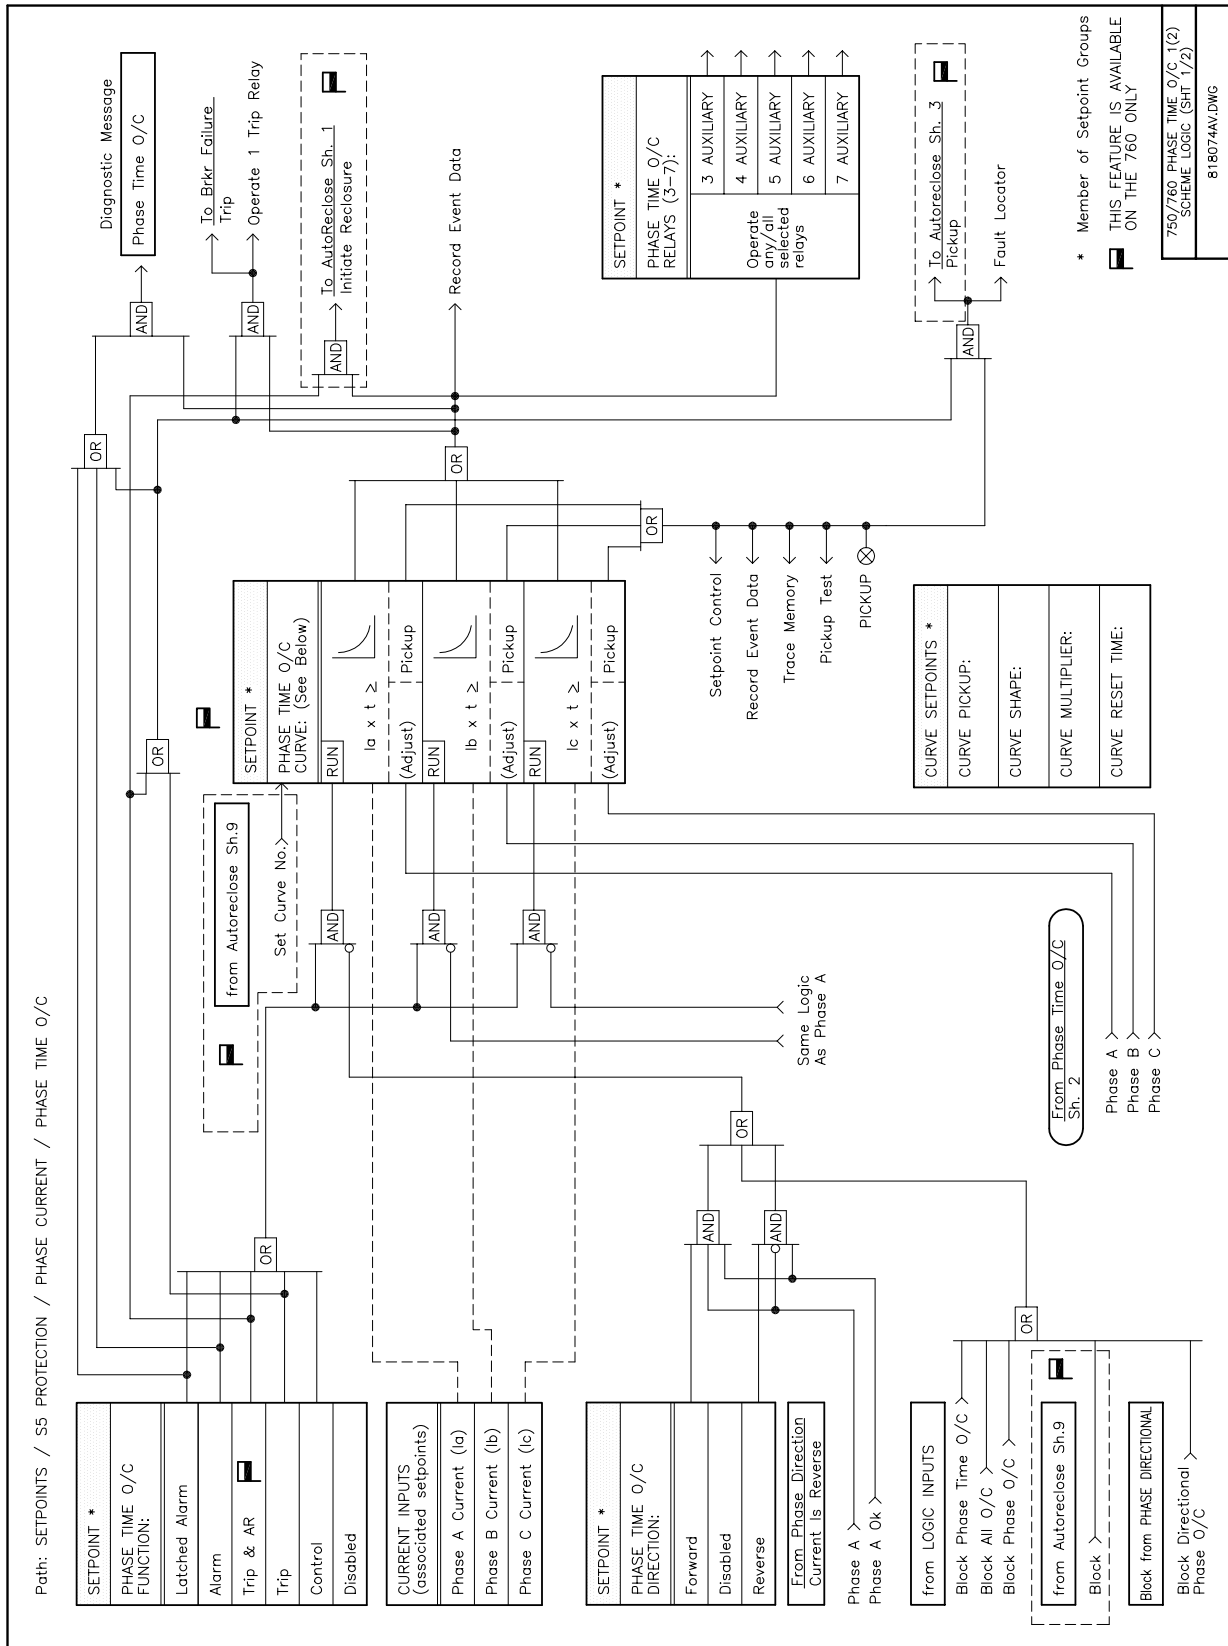 Path: SETPOINTS / S5 PROTECTION / PHASE CURRENT / PHASE TIME O/C
SETPOINT *
PHASE TIME O/C
FUNCTION:
Latched Alarm
Alarm
Trip & AR
Trip
Control
Disabled
CURRENT INPUTS
(associated setpoints)
Phase A Current (Ia)
Phase B Current (Ib)
Phase C Current (Ic)
SETPOINT *
PHASE TIME O/C
DIRECTION:
Forward
Disabled
Reverse
From Phase Direction
Current Is Reverse
Phase A
Phase A Ok
from LOGIC INPUTS
Block Phase Time O/C
Block All O/C
Block Phase O/C
from Autoreclose Sh.9
Block
Block from PHASE DIRECTIONAL
Block Directional
Phase O/C
OR
AND
AND
OR
OR
from Autoreclose Sh.9
Set Curve No.
AND
AND
AND
Same Logic
As Phase A
From Phase Time O/C
Sh. 2
Phase A
Phase B
Phase C
OR
SETPOINT *
PHASE TIME O/C
CURVE: (See Below)
RUN
Ia x t ≥
(Adjust)
Pickup
RUN
Ib x t ≥
(Adjust)
Pickup
RUN
Ic x t ≥
(Adjust)
Pickup
OR
OR
OR
Setpoint Control
Record Event Data
Trace Memory
Pickup Test
PICKUP
CURVE SETPOINTS *
CURVE PICKUP:
CURVE SHAPE:
CURVE MULTIPLIER:
CURVE RESET TIME:
Diagnostic Message
Phase Time O/C
AND
To Brkr Failure
Trip
Operate 1 Trip Relay
AND
To AutoReclose Sh. 1
Initiate Reclosure
AND
Record Event Data
SETPOINT *
PHASE TIME O/C
RELAYS (3-7):
Operate
any/all
selected
relays
3 AUXILIARY
4 AUXILIARY
5 AUXILIARY
6 AUXILIARY
7 AUXILIARY
To Autoreclose Sh. 3
Pickup
AND
Fault Locator
* Member of Setpoint Groups
THIS FEATURE IS AVAILABLE
ON THE 760 ONLY
750/760 PHASE TIME O/C 1(2)
SCHEME LOGIC (SHT 1/2)
818074AV.DWG